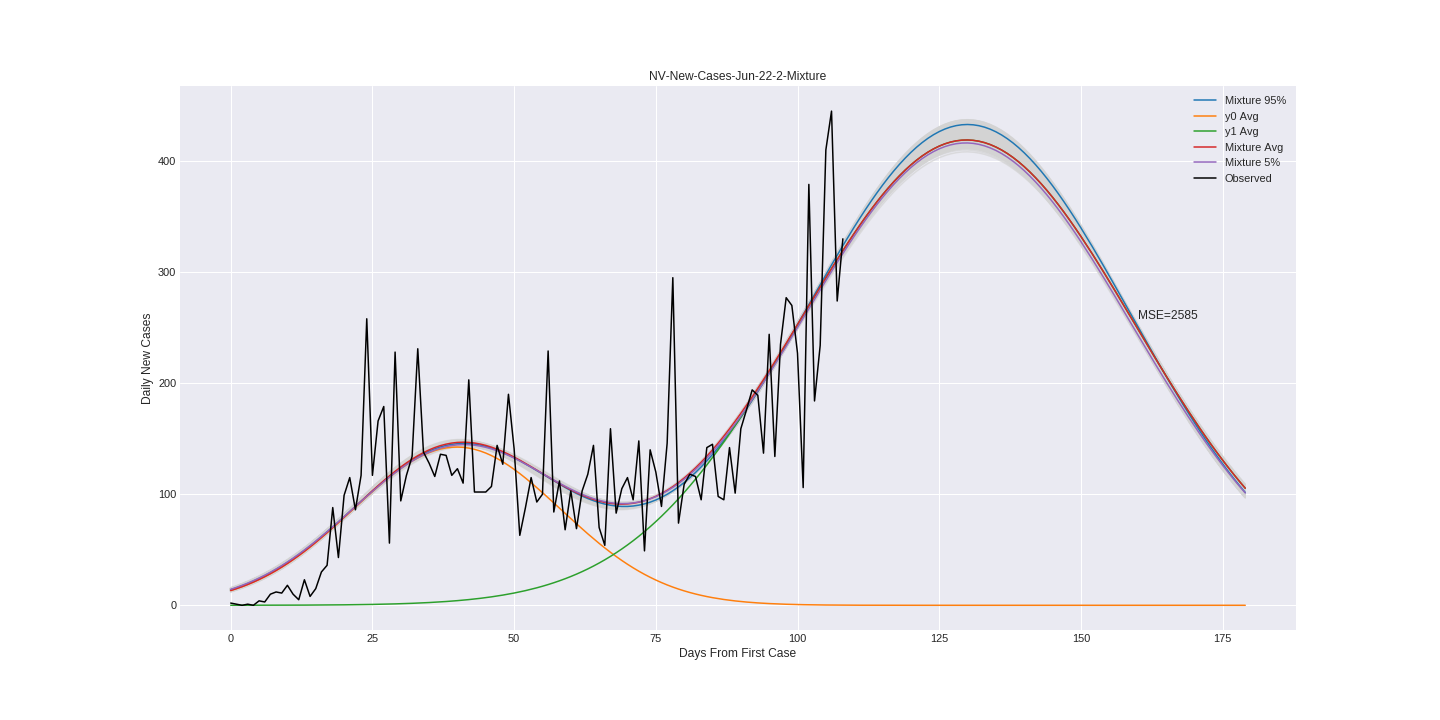 NV-New-Cases-Jun-22-2-Mixture
Mixture 95%
y0 Avg
y1 Avg
Mixture Avg
Mixture 5%
Observed
400
300
200
100
0
Daily New Cases
MSE=2585
0 25 50 75 100 125 150 175
Days From First Case